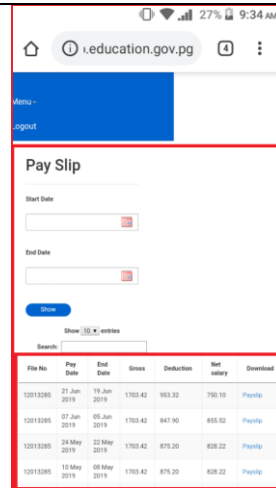 27% 9:34 AM
.education.gov.pg 4
Menu -
Logout
Pay Slip
Start Date
End Date
Show
Show 10 entries
Search:
File No Pay Date End Date Gross Deduction Net salary Download
12013285 21 Jun 2019 19 Jun 2019 1703.42 953.32 750.10 Payslip
12013285 07 Jun 2019 05 Jun 2019 1703.42 847.90 855.52 Payslip
12013285 24 May 2019 22 May 2019 1703.42 875.20 828.22 Payslip
12013285 10 May 2019 08 May 2019 1703.42 875.20 828.22 Payslip